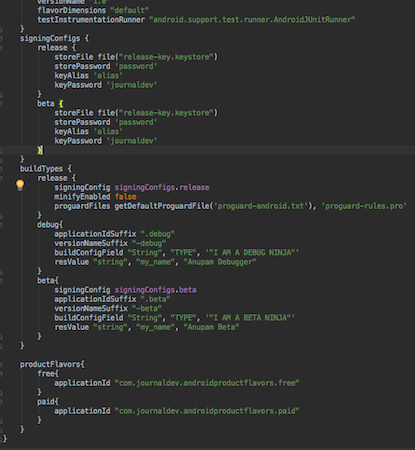 versionName "1.0"
flavorDimensions "default"
testInstrumentationRunner "android.support.test.runner.AndroidJUnitRunner"
}
signingConfigs {
release {
storeFile file("release-key.keystore")
storePassword 'password'
keyAlias 'alias'
keyPassword 'journaldev'
}
beta {
storeFile file("release-key.keystore")
storePassword 'password'
keyAlias 'alias'
keyPassword 'journaldev'
}
}
buildTypes {
release {
signingConfig signingConfigs.release
minifyEnabled false
proguardFiles getDefaultProguardFile('proguard-android.txt'), 'proguard-rules.pro'
}
debug{
applicationIdSuffix ".debug"
versionNameSuffix "-debug"
buildConfigField "String", "TYPE", '"I AM A DEBUG NINJA"'
resValue "string", "my_name", "Anupam Debugger"
}
beta{
signingConfig signingConfigs.beta
applicationIdSuffix ".beta"
versionNameSuffix "-beta"
buildConfigField "String", "TYPE", '"I AM A BETA NINJA"'
resValue "string", "my_name", "Anupam Beta"
}
}
productFlavors{
free{
applicationId "com.journaldev.androidproductflavors.free"
}
paid{
applicationId "com.journaldev.androidproductflavors.paid"
}
}
}